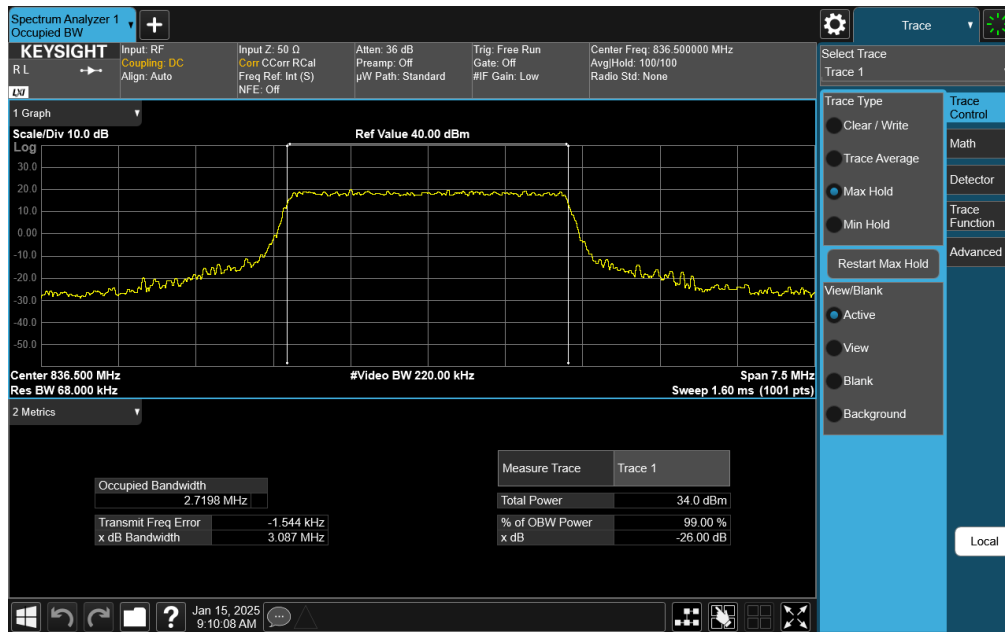 Spectrum Analyzer 1
Occupied BW
Trace
KEYSIGHT
R L
LXI
Input: RF
Coupling: DC
Align: Auto
Input Z: 50 Ω
Corr CCorr RCal
Freq Ref: Int (S)
NFE: Off
Atten: 36 dB
Preamp: Off
µW Path: Standard
Trig: Free Run
Gate: Off
#IF Gain: Low
Center Freq: 836.500000 MHz
Avg|Hold: 100/100
Radio Std: None
1 Graph
Scale/Div 10.0 dB
Ref Value 40.00 dBm
Log
30.0
20.0
10.0
0.00
-10.0
-20.0
-30.0
-40.0
-50.0
Center 836.500 MHz
#Video BW 220.00 kHz
Span 7.5 MHz
Res BW 68.000 kHz
Sweep 1.60 ms (1001 pts)
2 Metrics
Occupied Bandwidth
2.7198 MHz
Transmit Freq Error -1.544 kHz
x dB Bandwidth 3.087 MHz
Measure Trace Trace 1
Total Power 34.0 dBm
% of OBW Power 99.00 %
x dB -26.00 dB
Select Trace
Trace 1
Trace Type
Clear / Write
Trace Average
Max Hold
Min Hold
Restart Max Hold
View/Blank
Active
View
Blank
Background
Trace
Control
Math
Detector
Trace
Function
Advanced
Local
?
Jan 15, 2025
9:10:08 AM